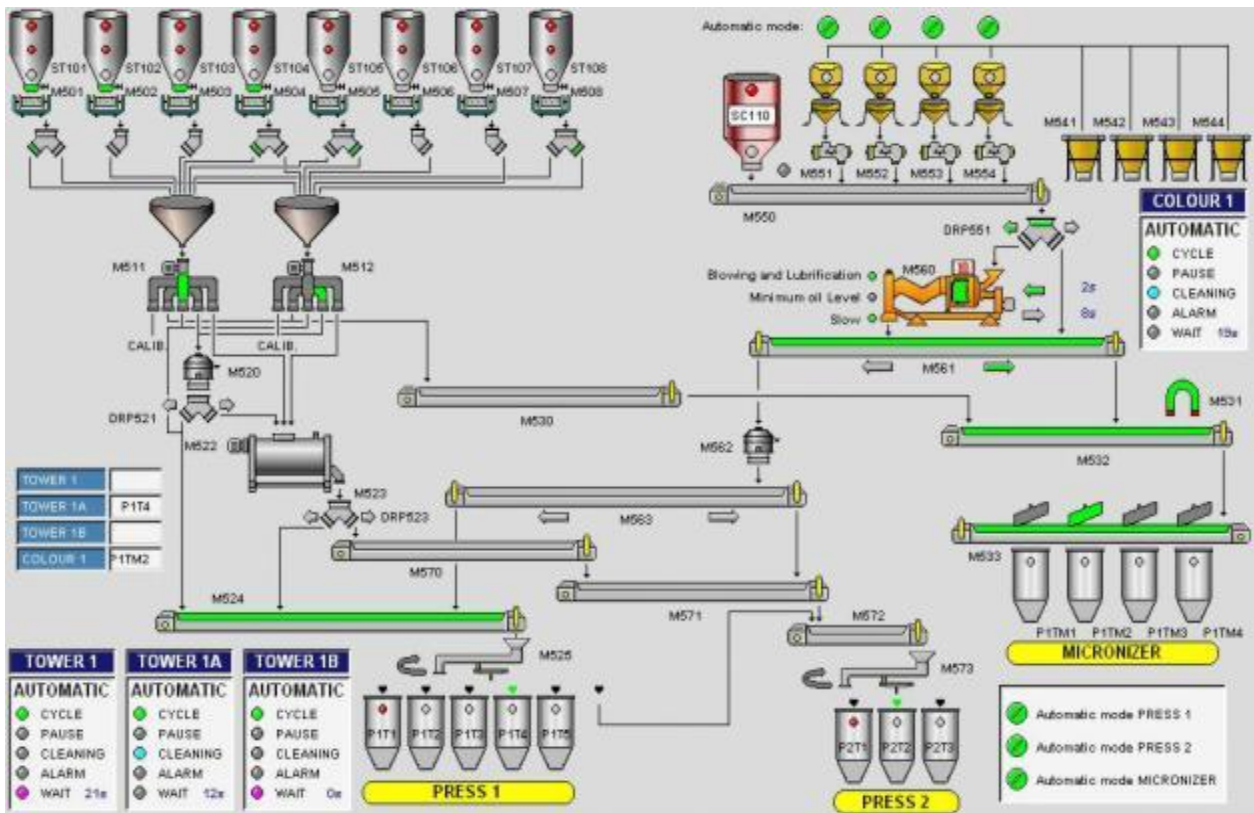 Automatic mode:
ST101 ST102 ST103 ST104 ST105 ST106 ST107 ST108
M501 M502 M503 M504 M505 M506 M507 M508
SC110
M541 M542 M543 M544
M551 M552 M553 M554
M550
COLOUR 1
AUTOMATIC
CYCLE
PAUSE
CLEANING
ALARM
WAIT 19s
DRP551
M511 M512
Blowing and Lubrification
M560
Minimum oil Level
2s
Slow
8s
CALIB. CALIB.
M520
M561
DRP521
M530
M531
M522
M562
M532
TOWER 1
TOWER 1A P1T4
TOWER 1B
COLOUR 1 P1TM2
M523
DRP523
M563
M533
M570
M524
M571
M572
P1TM1 P1TM2 P1TM3 P1TM4
MICRONIZER
M525
M573
TOWER 1
AUTOMATIC
CYCLE
PAUSE
CLEANING
ALARM
WAIT 21s
TOWER 1A
AUTOMATIC
CYCLE
PAUSE
CLEANING
ALARM
WAIT 12s
TOWER 1B
AUTOMATIC
CYCLE
PAUSE
CLEANING
ALARM
WAIT 0s
P1T1 P1T2 P1T3 P1T4 P1T5
PRESS 1
P2T1 P2T2 P2T3
PRESS 2
Automatic mode PRESS 1
Automatic mode PRESS 2
Automatic mode MICRONIZER